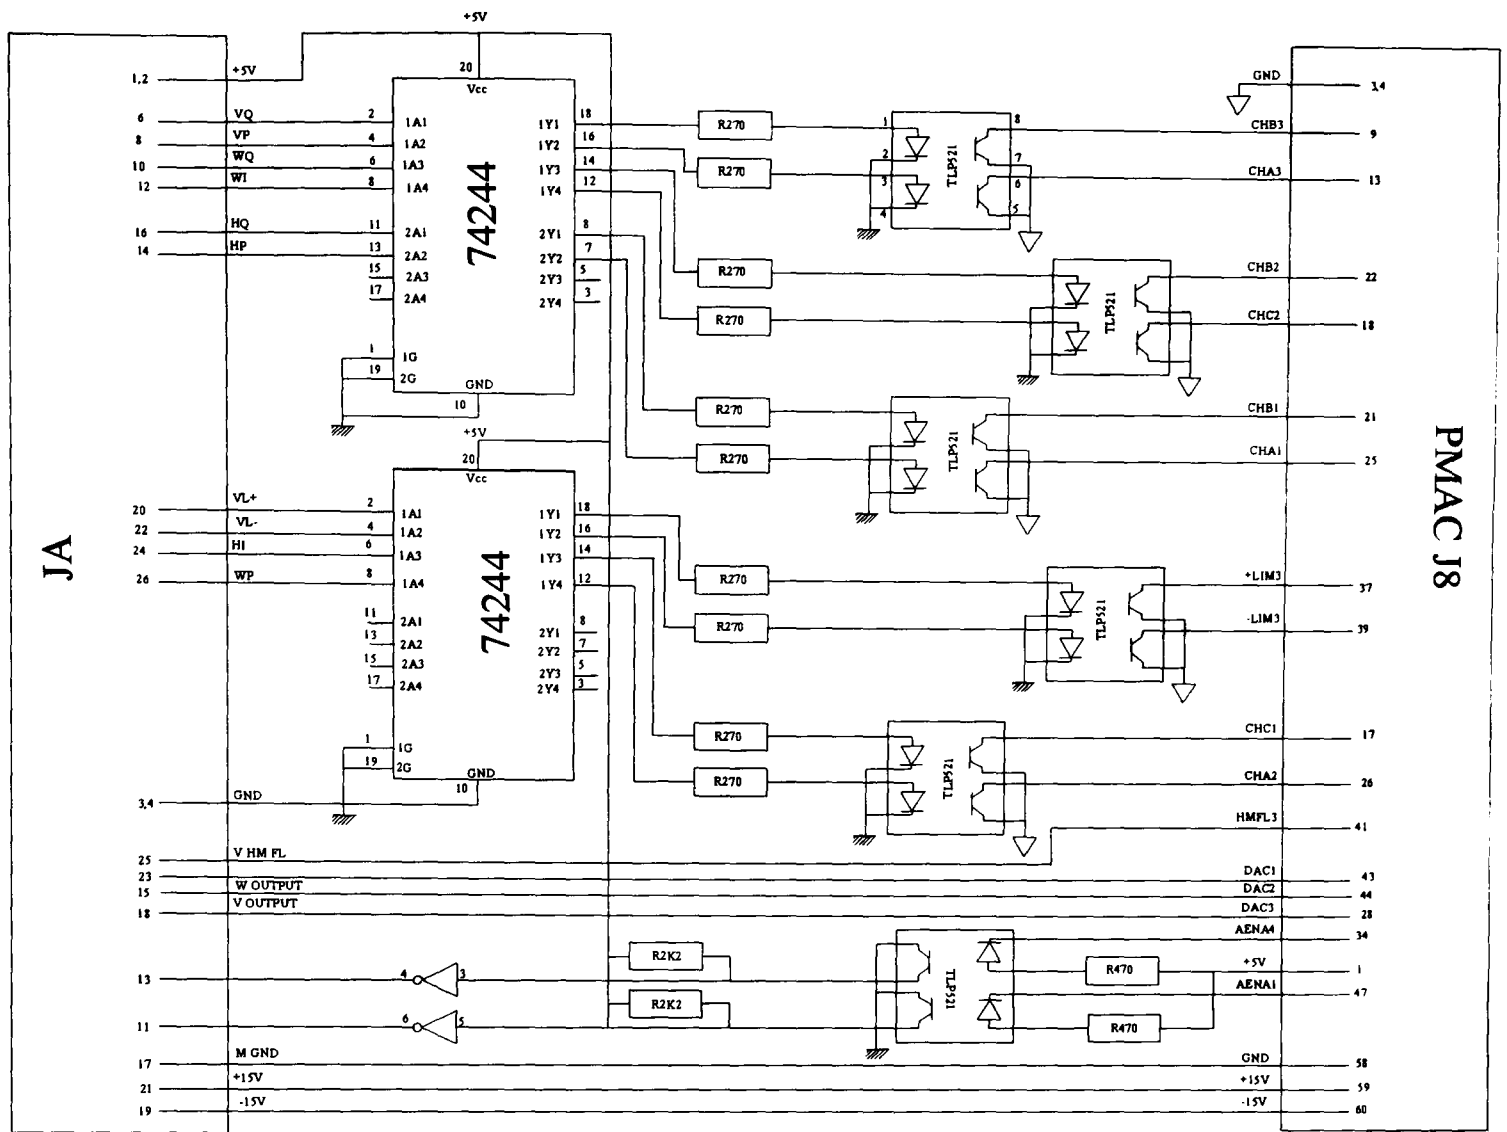 +5V
1,2 +5V
20
Vcc
GND 3,4
6 VQ 2 1A1 1Y1 18 R270 1 8 CHB3 9
8 VP 4 1A2 1Y2 16 2 7
10 WQ 6 1A3 1Y3 14 R270 3 6 CHA3 13
12 WI 8 1A4 1Y4 12 4 5
TLP521
74244
16 HQ 11 2A1 2Y1 8
14 HP 13 2A2 2Y2 7
15 2A3 2Y3 5
17 2A4 2Y4 3
R270 CHB2 22
R270 CHC2 18
TLP521
1 1G
19 2G
GND
10
R270 CHB1 21
R270 CHA1 25
TLP521
+5V
20
Vcc
JA
PMAC J8
20 VL+ 2 1A1 1Y1 18
22 VL- 4 1A2 1Y2 16
24 HI 6 1A3 1Y3 14
26 WP 8 1A4 1Y4 12
74244
11 2A1 2Y1 8
13 2A2 2Y2 7
15 2A3 2Y3 5
17 2A4 2Y4 3
R270 +LIM3 37
R270 -LIM3 39
TLP521
1 1G
19 2G
GND
10
3,4 GND
R270 CHC1 17
R270 CHA2 26
TLP521
HMFL3 41
25 V HM FL
23 DAC1 43
15 W OUTPUT DAC2 44
18 V OUTPUT DAC3 28
AENA4 34
13 4 3 R2K2 R470 +5V 1
TLP521
AENA1 47
11 6 5 R2K2 R470
17 M GND GND 58
21 +15V +15V 59
19 -15V -15V 60